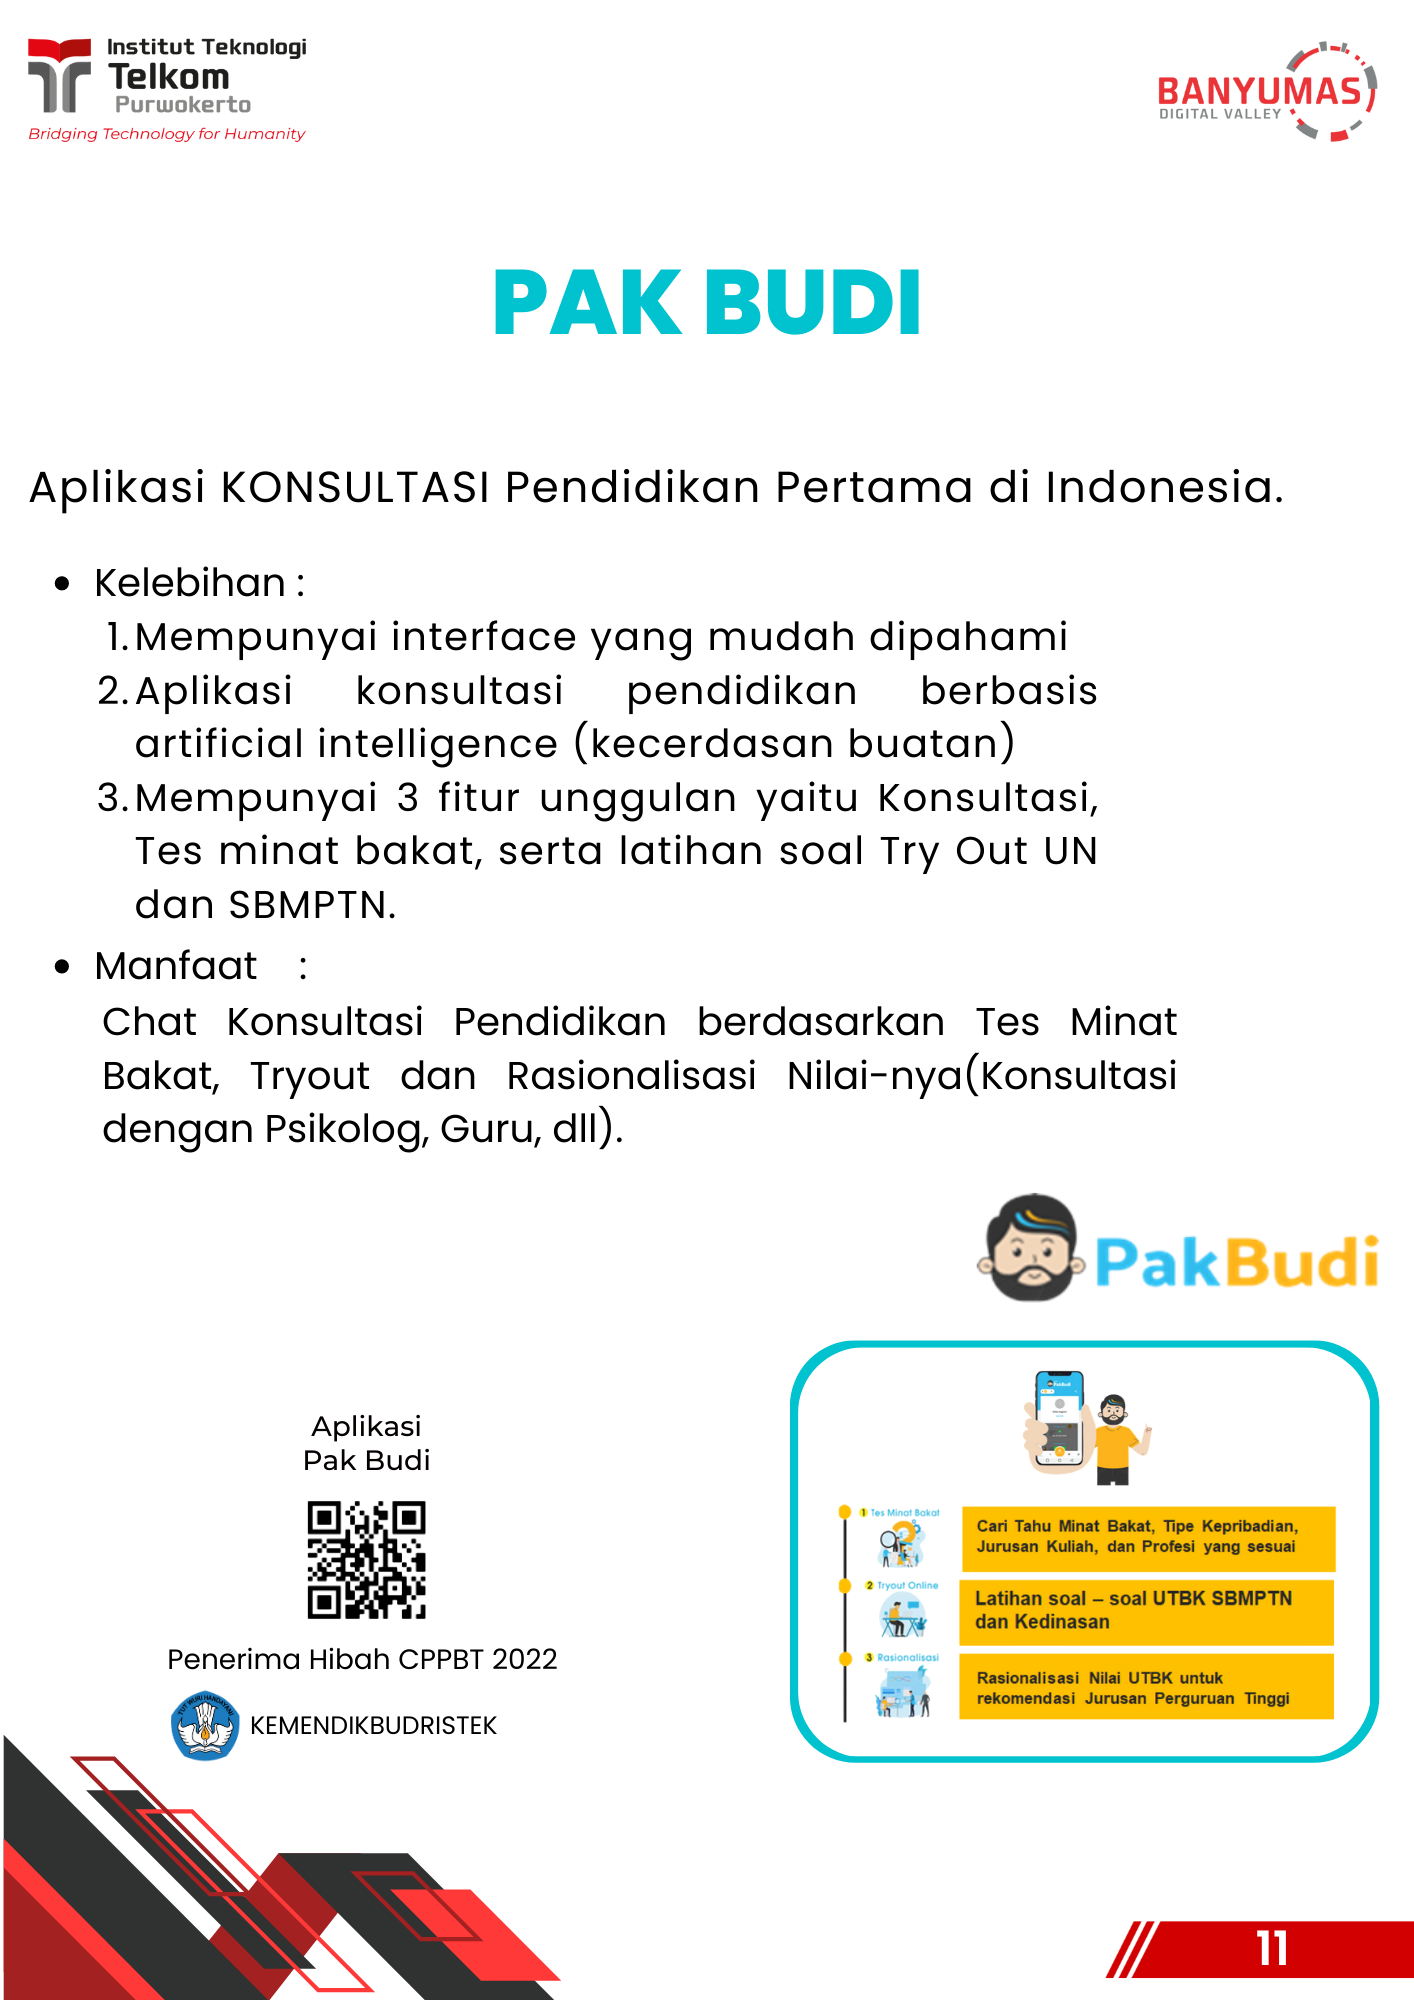 Institut Teknologi
Telkom
Purwokerto
Bridging Technology for Humanity
BANYUMAS
DIGITAL VALLEY
PAK BUDI
Aplikasi KONSULTASI Pendidikan Pertama di Indonesia.
• Kelebihan :
1. Mempunyai interface yang mudah dipahami
2. Aplikasi konsultasi pendidikan berbasis
artificial intelligence (kecerdasan buatan)
3. Mempunyai 3 fitur unggulan yaitu Konsultasi,
Tes minat bakat, serta latihan soal Try Out UN
dan SBMPTN.
• Manfaat :
Chat Konsultasi Pendidikan berdasarkan Tes Minat
Bakat, Tryout dan Rasionalisasi Nilai-nya(Konsultasi
dengan Psikolog, Guru, dll).
PakBudi
Aplikasi
Pak Budi
Penerima Hibah CPPBT 2022
TUT WURI HANDAYANI
KEMENDIKBUDRISTEK
PakBudi
1 Tes Minat Bakat
Cari Tahu Minat Bakat, Tipe Kepribadian,
Jurusan Kuliah, dan Profesi yang sesuai
2 Tryout Online
Latihan soal – soal UTBK SBMPTN
dan Kedinasan
3 Rasionalisasi
Rasionalisasi Nilai UTBK untuk
rekomendasi Jurusan Perguruan Tinggi
11